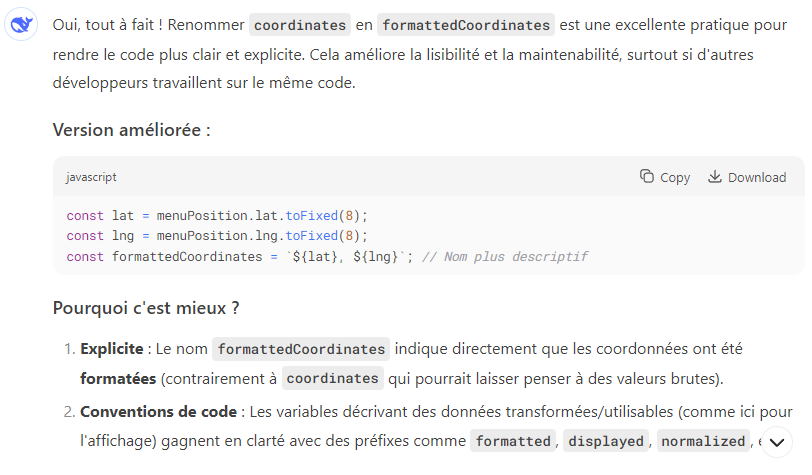 Oui, tout à fait ! Renommer coordinates en formattedCoordinates est une excellente pratique pour
rendre le code plus clair et explicite. Cela améliore la lisibilité et la maintenabilité, surtout si d'autres
développeurs travaillent sur le même code.
Version améliorée :
javascript Copy Download
const lat = menuPosition.lat.toFixed(8);
const lng = menuPosition.lng.toFixed(8);
const formattedCoordinates = `${lat}, ${lng}`; // Nom plus descriptif
Pourquoi c'est mieux ?
1. Explicite : Le nom formattedCoordinates indique directement que les coordonnées ont été
formatées (contrairement à coordinates qui pourrait laisser penser à des valeurs brutes).
2. Conventions de code : Les variables décrivant des données transformées/utilisables (comme ici pour
l'affichage) gagnent en clarté avec des préfixes comme formatted, displayed, normalized,